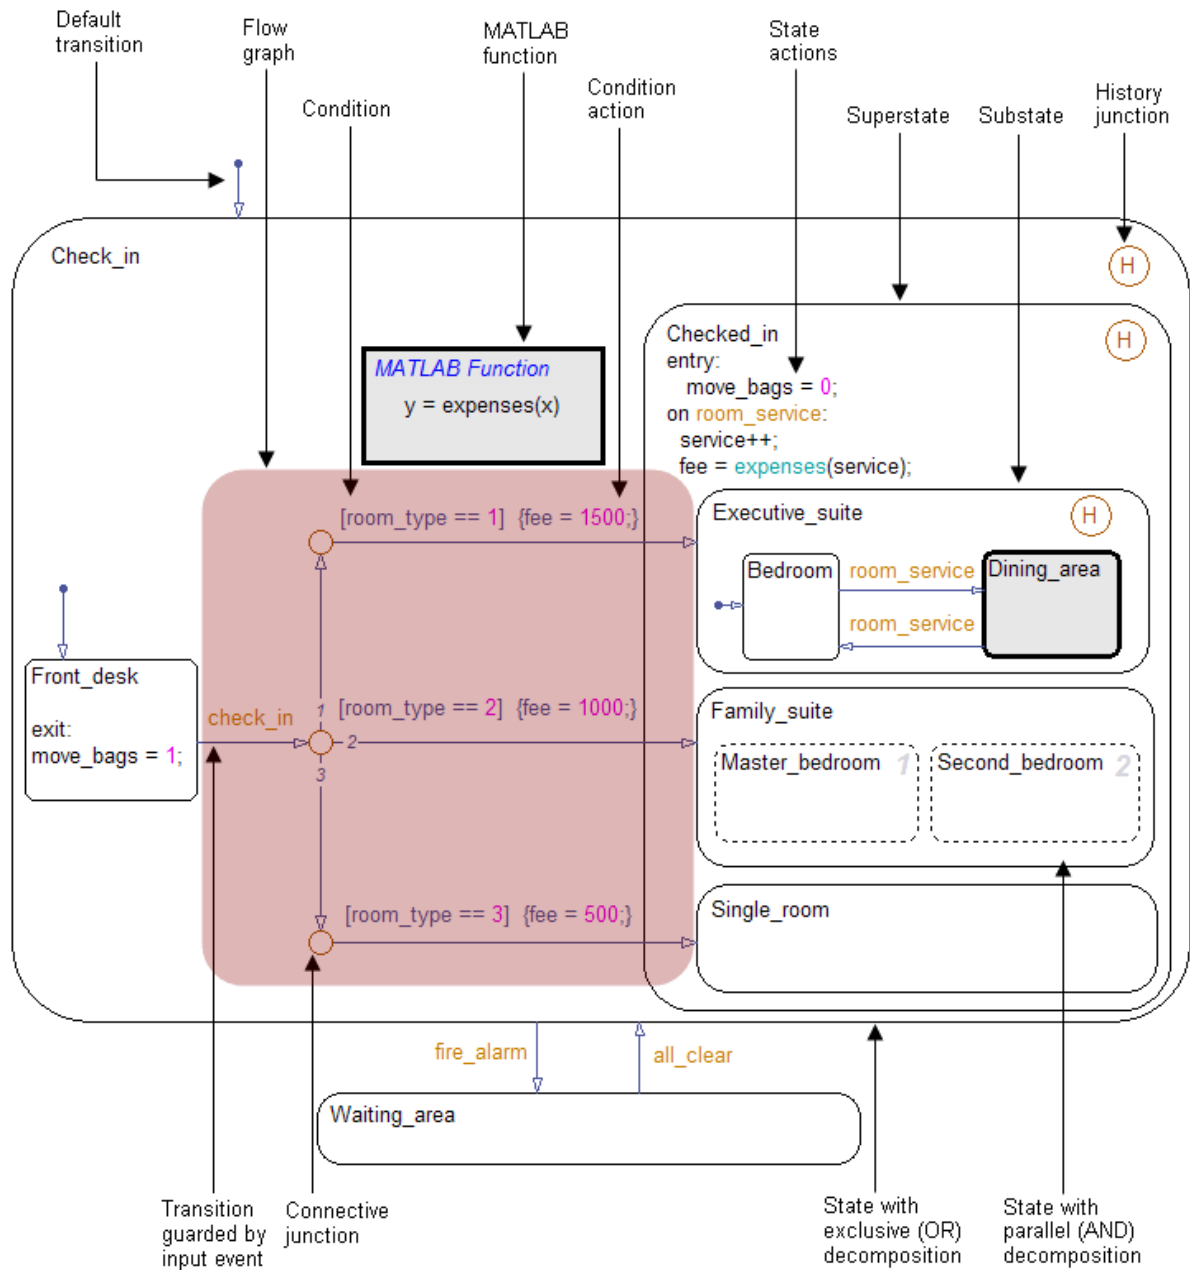 Default
transition
Flow
graph
MATLAB
function
State
actions
Condition
Condition
action
Superstate
Substate
History
junction
Check_in
H
Checked_in
H
entry:
move_bags = 0;
on room_service:
service++;
fee = expenses(service);
MATLAB Function
y = expenses(x)
[room_type == 1] {fee = 1500;}
Executive_suite
H
Bedroom
room_service
Dining_area
room_service
Front_desk
exit:
move_bags = 1;
check_in
1
2
3
[room_type == 2] {fee = 1000;}
Family_suite
Master_bedroom 1
Second_bedroom 2
[room_type == 3] {fee = 500;}
Single_room
fire_alarm
all_clear
Waiting_area
Transition
guarded by
input event
Connective
junction
State with
exclusive (OR)
decomposition
State with
parallel (AND)
decomposition